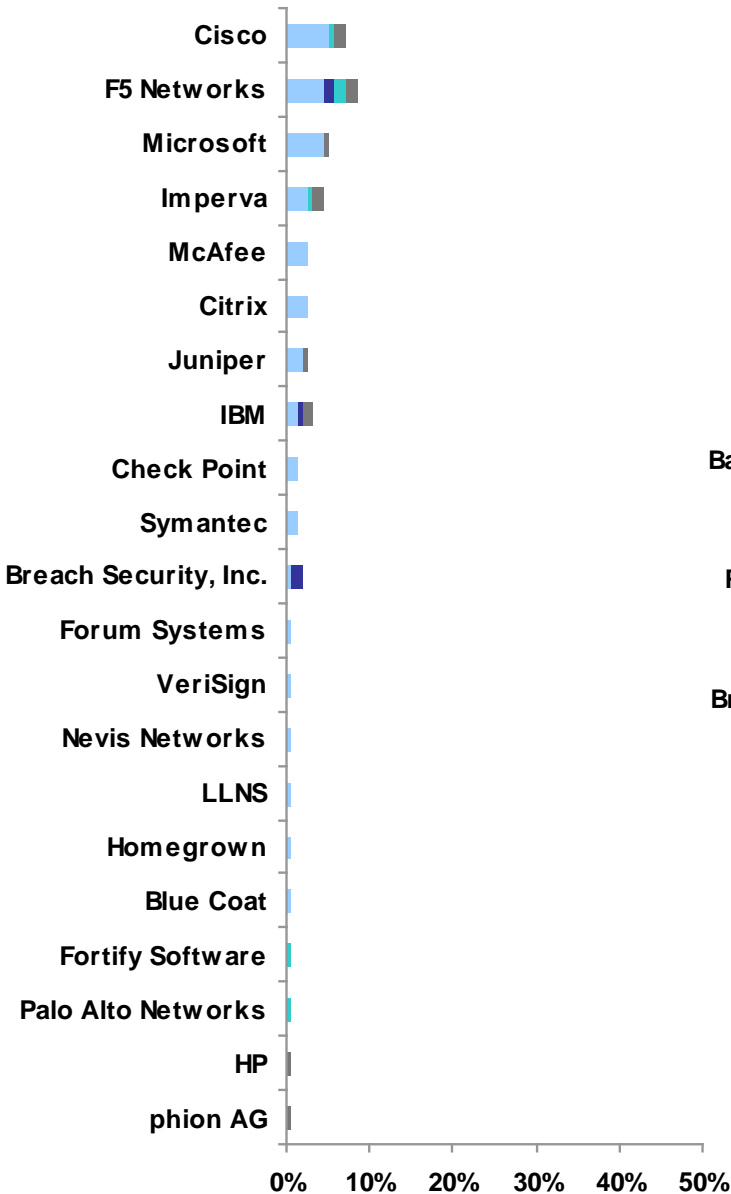 Cisco
F5 Networks
Microsoft
Imperva
McAfee
Citrix
Juniper
IBM
Check Point
Symantec
Breach Security, Inc.
Forum Systems
VeriSign
Nevis Networks
LLNS
Homegrown
Blue Coat
Fortify Software
Palo Alto Networks
HP
phion AG
0% 10% 20% 30% 40% 50%